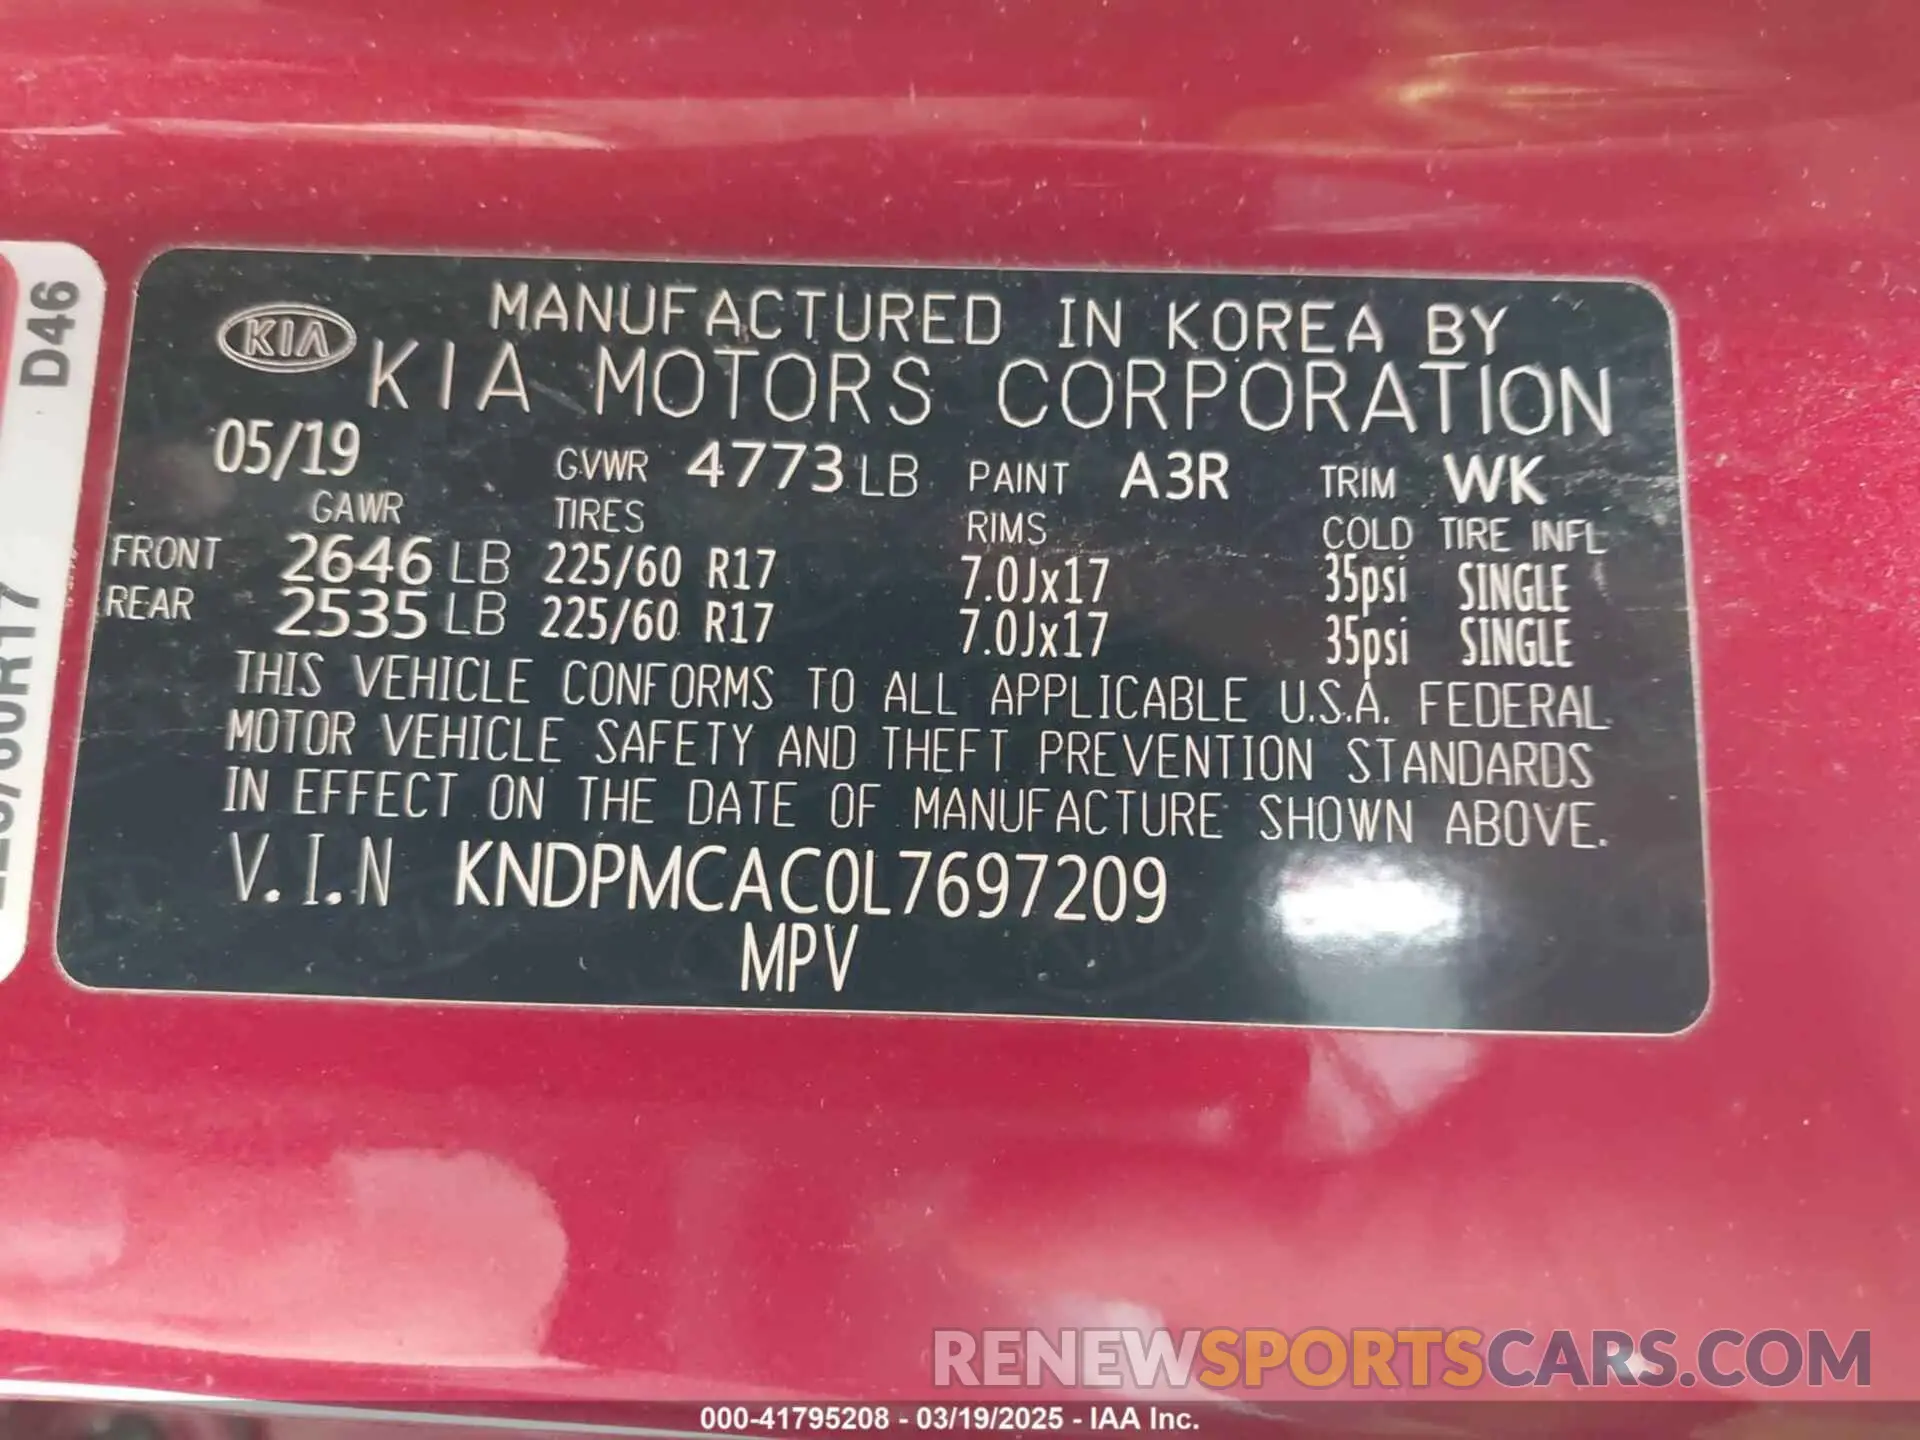 KIA
MANUFACTURED IN KOREA BY
KIA MOTORS CORPORATION
05/19 GVWR 4773 LB PAINT A3R TRIM WK
GAWR TIRES RIMS COLD TIRE INFL
FRONT 2646 LB 225/60 R17 7.0Jx17 35psi SINGLE
REAR 2535 LB 225/60 R17 7.0Jx17 35psi SINGLE
THIS VEHICLE CONFORMS TO ALL APPLICABLE U.S.A. FEDERAL
MOTOR VEHICLE SAFETY AND THEFT PREVENTION STANDARDS
IN EFFECT ON THE DATE OF MANUFACTURE SHOWN ABOVE.
V.I.N KNDPMCAC0L7697209
MPV
D46
RENEWSPORTSCARS.COM
000-41795208 - 03/19/2025 - IAA Inc.